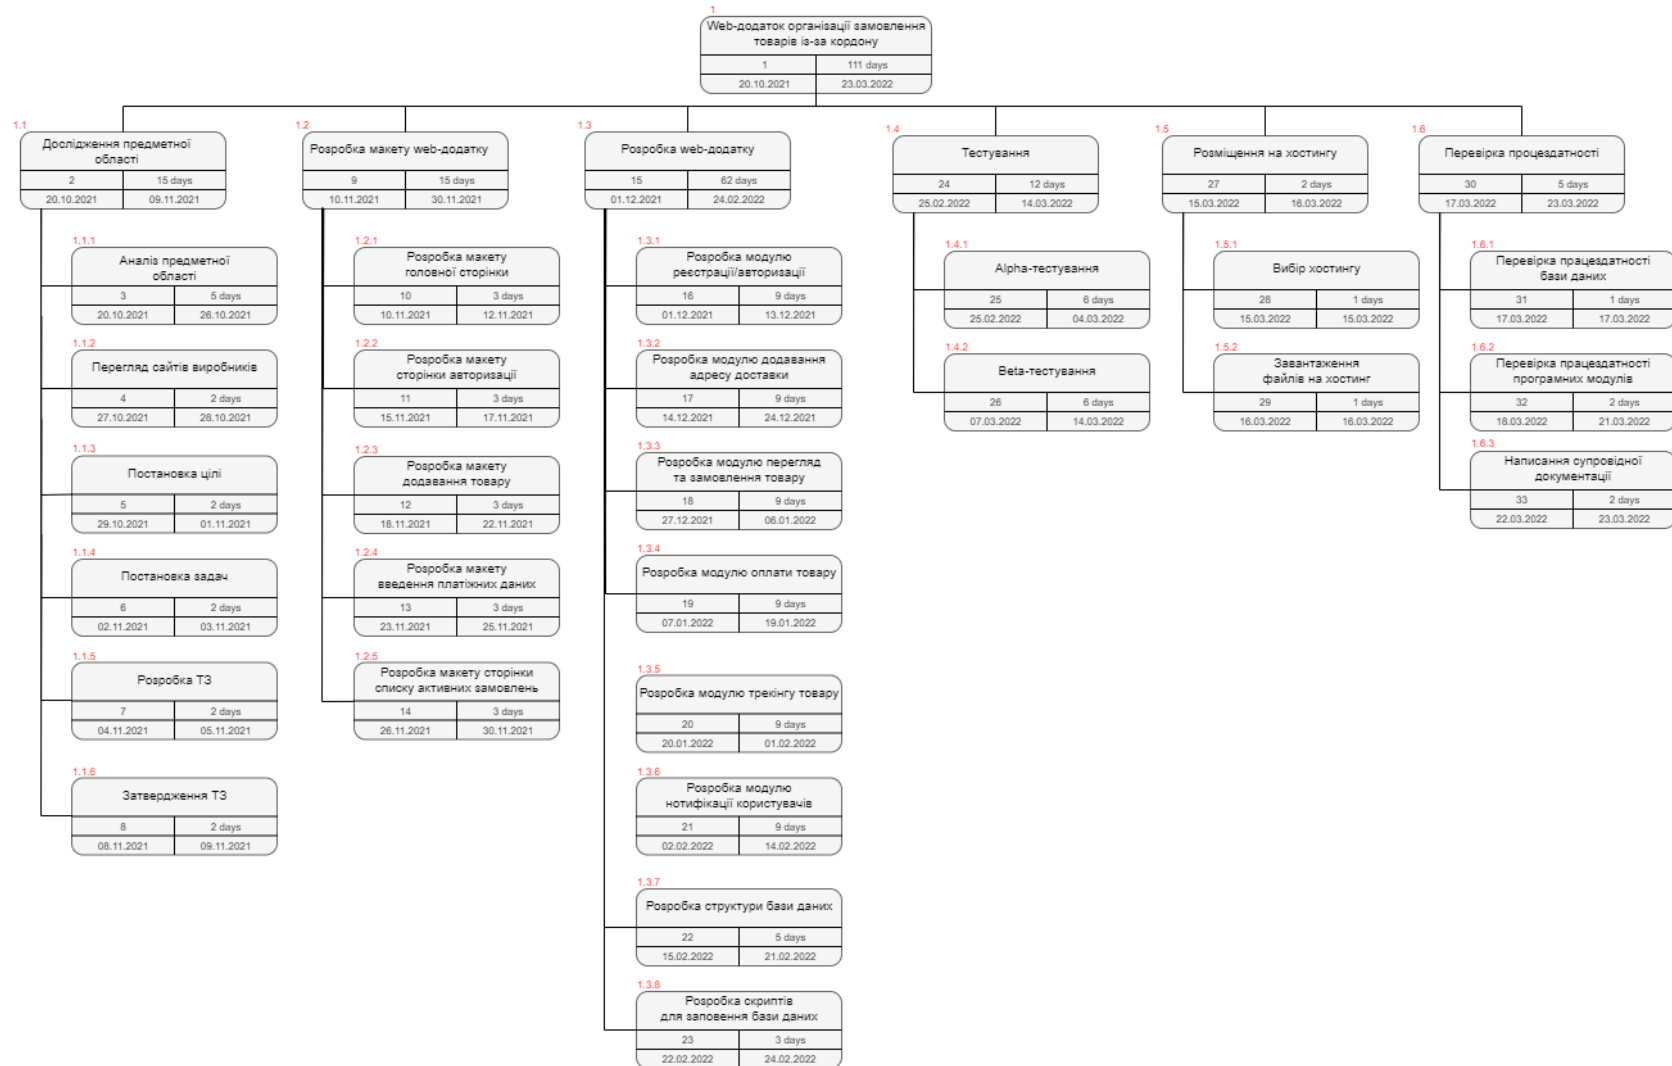 1
Web-додаток організації замовлення
товарів із-за кордону
1 111 days
20.10.2021 23.03.2022
1.1
Дослідження предметної
області
2 15 days
20.10.2021 09.11.2021
1.1.1
Аналіз предметної
області
3 5 days
20.10.2021 26.10.2021
1.1.2
Перегляд сайтів виробників
4 2 days
27.10.2021 28.10.2021
1.1.3
Постановка цілі
5 2 days
29.10.2021 01.11.2021
1.1.4
Постановка задач
6 2 days
02.11.2021 03.11.2021
1.1.5
Розробка ТЗ
7 2 days
04.11.2021 05.11.2021
1.1.6
Затвердження ТЗ
8 2 days
08.11.2021 09.11.2021
1.2
Розробка макету web-додатку
9 15 days
10.11.2021 30.11.2021
1.2.1
Розробка макету
головної сторінки
10 3 days
10.11.2021 12.11.2021
1.2.2
Розробка макету
сторінки авторизації
11 3 days
15.11.2021 17.11.2021
1.2.3
Розробка макету
додавання товару
12 3 days
18.11.2021 22.11.2021
1.2.4
Розробка макету
введення платіжних даних
13 3 days
23.11.2021 25.11.2021
1.2.5
Розробка макету сторінки
списку активних замовлень
14 3 days
26.11.2021 30.11.2021
1.3
Розробка web-додатку
15 62 days
01.12.2021 24.02.2022
1.3.1
Розробка модулю
реєстрації/авторизації
16 9 days
01.12.2021 13.12.2021
1.3.2
Розробка модулю додавання
адресу доставки
17 9 days
14.12.2021 24.12.2021
1.3.3
Розробка модулю перегляд
та замовлення товару
18 9 days
27.12.2021 06.01.2022
1.3.4
Розробка модулю оплати товару
19 9 days
07.01.2022 19.01.2022
1.3.5
Розробка модулю трекінгу товару
20 9 days
20.01.2022 01.02.2022
1.3.6
Розробка модулю
нотифікації користувачів
21 9 days
02.02.2022 14.02.2022
1.3.7
Розробка структури бази даних
22 5 days
15.02.2022 21.02.2022
1.3.8
Розробка скриптів
для заповення бази даних
23 3 days
22.02.2022 24.02.2022
1.4
Тестування
24 12 days
25.02.2022 14.03.2022
1.4.1
Alpha-тестування
25 6 days
25.02.2022 04.03.2022
1.4.2
Beta-тестування
26 6 days
07.03.2022 14.03.2022
1.5
Розміщення на хостингу
27 2 days
15.03.2022 16.03.2022
1.5.1
Вибір хостингу
28 1 days
15.03.2022 15.03.2022
1.5.2
Завантаження
файлів на хостинг
29 1 days
16.03.2022 16.03.2022
1.6
Перевірка процездатності
30 5 days
17.03.2022 23.03.2022
1.6.1
Перевірка працездатності
бази даних
31 1 days
17.03.2022 17.03.2022
1.6.2
Перевірка працездатності
програмних модулів
32 2 days
18.03.2022 21.03.2022
1.6.3
Написання супровідної
документації
33 2 days
22.03.2022 23.03.2022